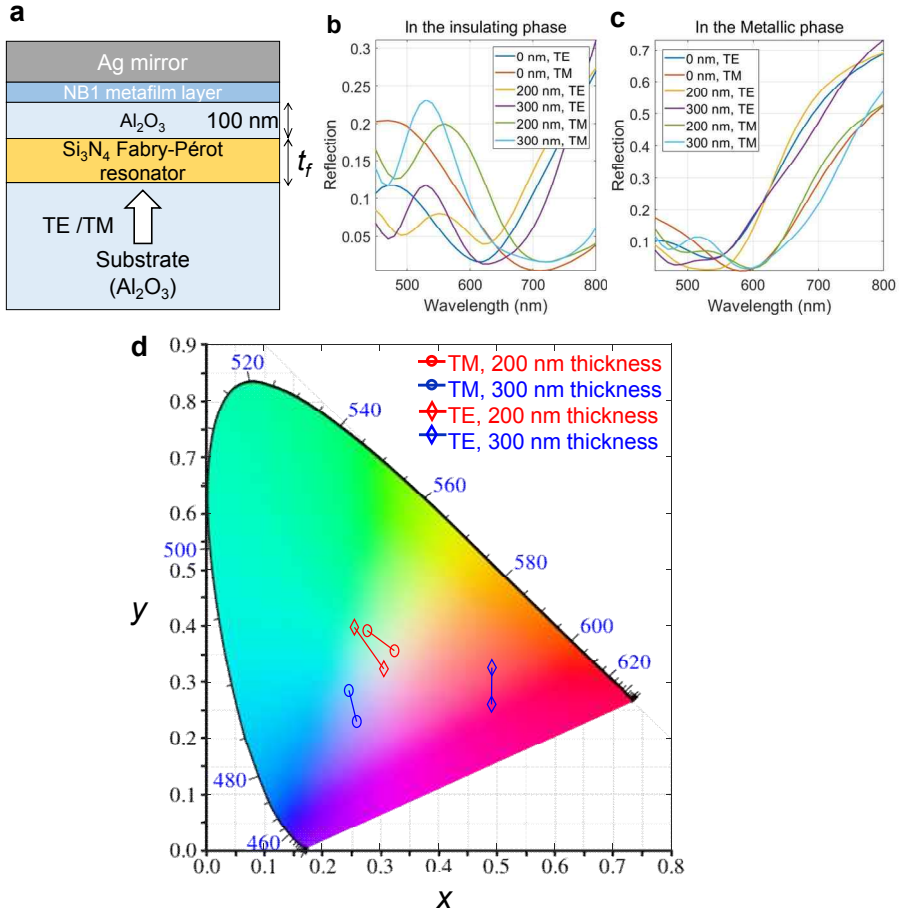 a
Ag mirror
NB1 metafilm layer
Al2O3
100 nm
Si3N4 Fabry-Pérot
resonator
tf
TE /TM
Substrate
(Al2O3)
b
In the insulating phase
0.3
0.25
0.2
0.15
0.1
0.05
Reflection
0 nm, TE
0 nm, TM
200 nm, TE
300 nm, TE
200 nm, TM
300 nm, TM
500
600
700
800
Wavelength (nm)
c
In the Metallic phase
0.7
0.6
0.5
0.4
0.3
0.2
0.1
Reflection
0 nm, TE
0 nm, TM
200 nm, TE
300 nm, TE
200 nm, TM
300 nm, TM
500
600
700
800
Wavelength (nm)
d
TM, 200 nm thickness
TM, 300 nm thickness
TE, 200 nm thickness
TE, 300 nm thickness
0.9
0.8
0.7
0.6
0.5
0.4
0.3
0.2
0.1
0.0
y
520
540
560
580
600
620
500
480
460
0.0
0.1
0.2
0.3
0.4
0.5
0.6
0.7
0.8
x